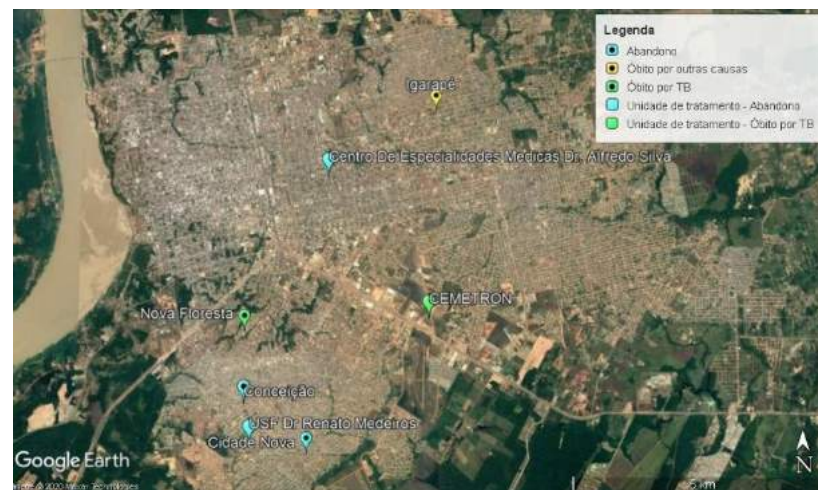 Legenda
Abandono
Óbito por outras causas
Óbito por TB
Unidade de tratamento - Abandono
Unidade de tratamento - Óbito por TB
Igarapé
Centro De Especialidades Medicas Dr. Alfredo Silva
CEMETRON
Nova Floresta
Conceição
USF Dr Renato Medeiros
Cidade Nova
Google Earth
N
5 km